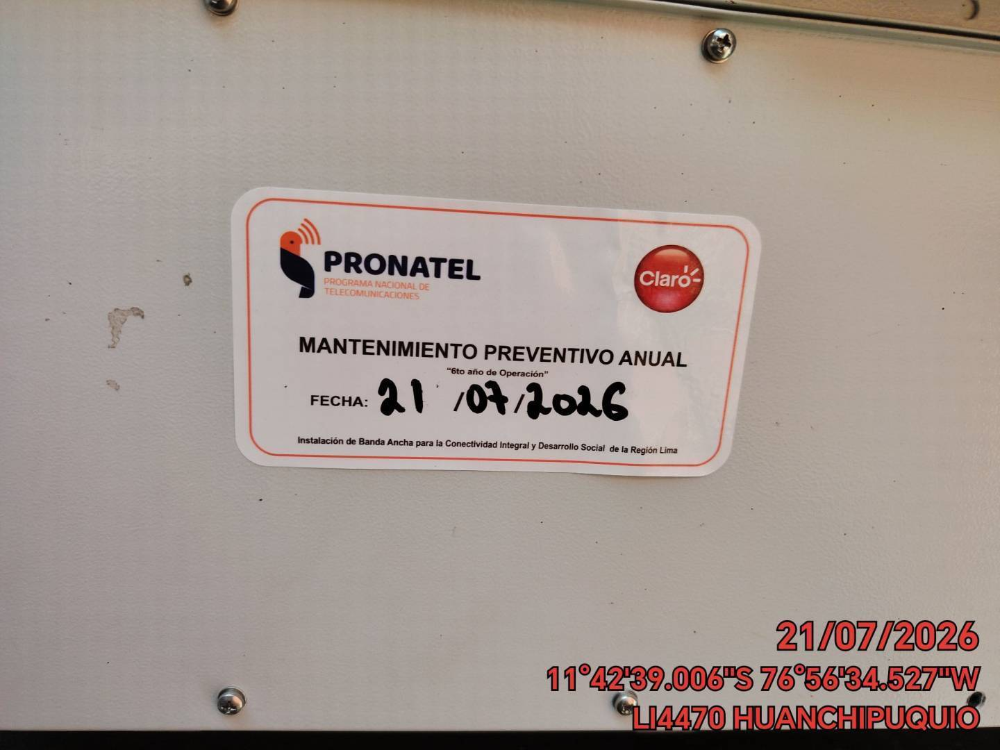 PRONATEL
PROGRAMA NACIONAL DE
TELECOMUNICACIONES
Claro
MANTENIMIENTO PREVENTIVO ANUAL
"6to año de Operación"
FECHA: 21 /07/2026
Instalación de Banda Ancha para la Conectividad Integral y Desarrollo Social de la Región Lima
21/07/2026
11°42'39.006"S 76°56'34.527"W
LI4470 HUANCHIPUQUIO